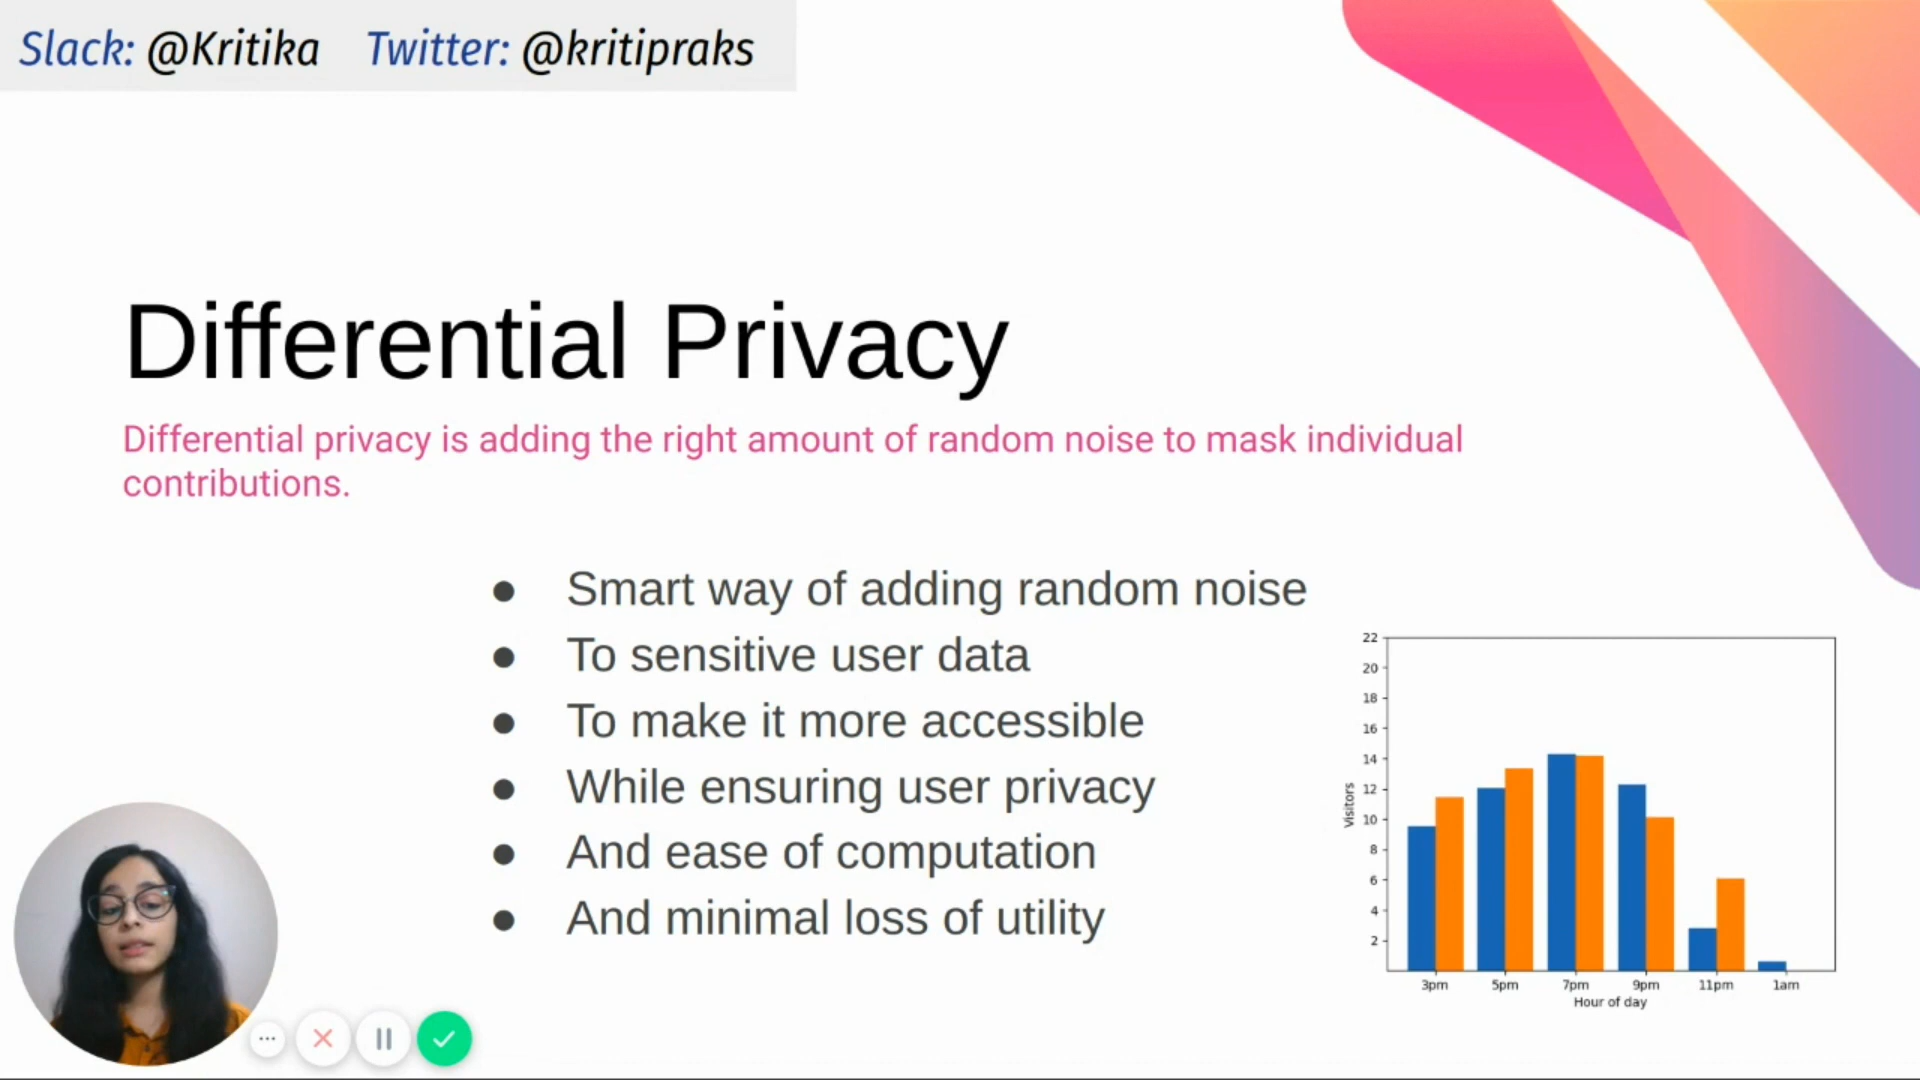 Slack: @Kritika Twitter: @kritipraks
Differential Privacy
Differential privacy is adding the right amount of random noise to mask individual
contributions.
● Smart way of adding random noise
● To sensitive user data
● To make it more accessible
● While ensuring user privacy
● And ease of computation
● And minimal loss of utility
22
20
18
16
14
12
10
8
6
4
2
Visitors
3pm 5pm 7pm 9pm 11pm 1am
Hour of day